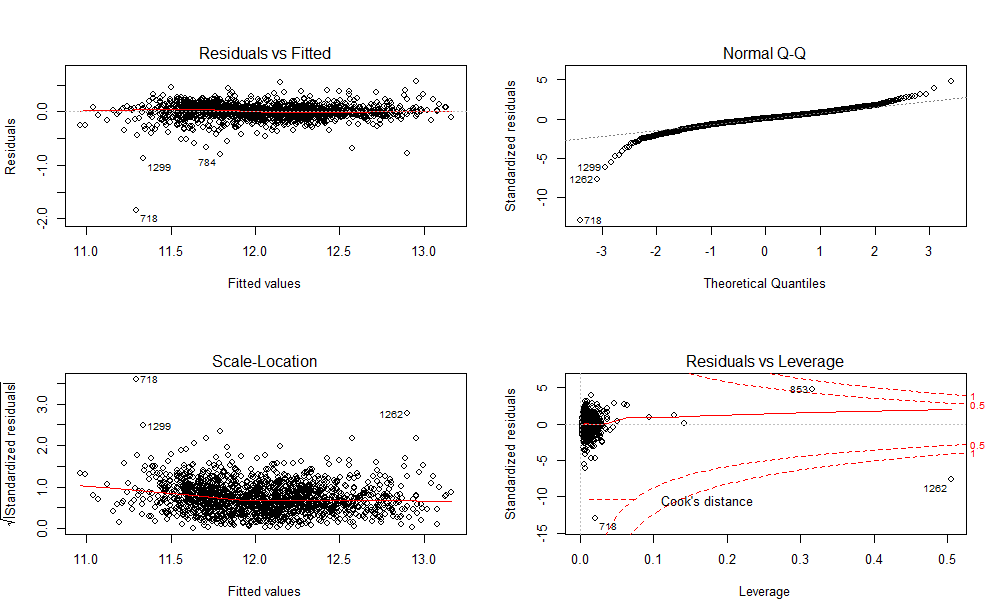 Residuals vs Fitted
Residuals
0.0
-1.0
-2.0
1299
784
718
11.0 11.5 12.0 12.5 13.0
Fitted values
Normal Q-Q
Standardized residuals
5
0
-5
-10
1299
1262
718
-3 -2 -1 0 1 2 3
Theoretical Quantiles
Scale-Location
√|Standardized residuals|
3.0
2.0
1.0
0.0
718
1262
1299
11.0 11.5 12.0 12.5 13.0
Fitted values
Residuals vs Leverage
Standardized residuals
5
0
-5
-10
-15
853
1
0.5
0.5
1
1262
Cook's distance
718
0.0 0.1 0.2 0.3 0.4 0.5
Leverage